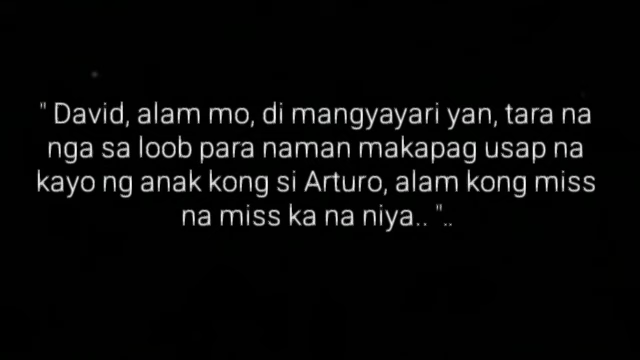 " David, alam mo, di mangyayari yan, tara na
nga sa loob para naman makapag usap na
kayo ng anak kong si Arturo, alam kong miss
na miss ka na niya.. "..